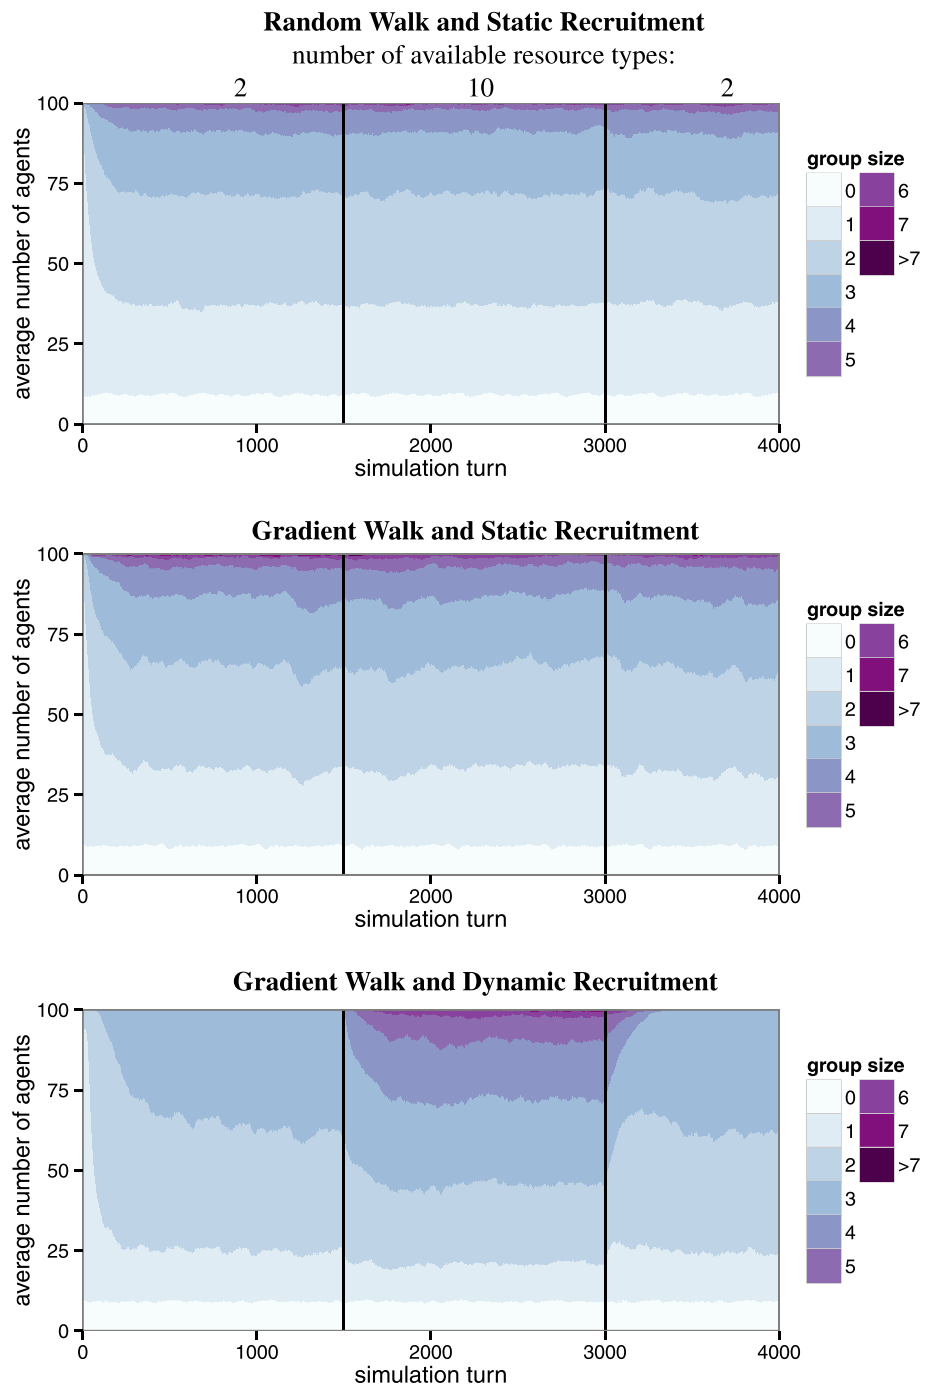 Random Walk and Static Recruitment
number of available resource types:
2 10 2
average number of agents
100
75
50
25
0
0 1000 2000 3000 4000
simulation turn
group size
0 6
1 7
2 >7
3
4
5
Gradient Walk and Static Recruitment
average number of agents
100
75
50
25
0
0 1000 2000 3000 4000
simulation turn
group size
0 6
1 7
2 >7
3
4
5
Gradient Walk and Dynamic Recruitment
average number of agents
100
75
50
25
0
0 1000 2000 3000 4000
simulation turn
group size
0 6
1 7
2 >7
3
4
5